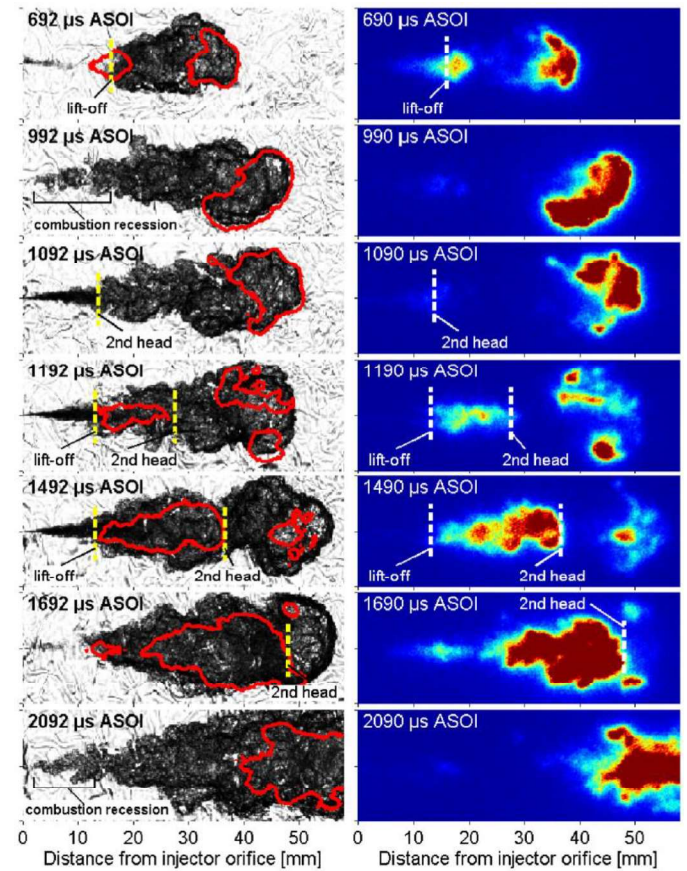 692 µs ASOI
lift-off
690 µs ASOI
lift-off
992 µs ASOI
combustion recession
990 µs ASOI
1092 µs ASOI
2nd head
1090 µs ASOI
2nd head
1192 µs ASOI
lift-off
2nd head
1190 µs ASOI
lift-off
2nd head
1492 µs ASOI
lift-off
2nd head
1490 µs ASOI
lift-off
2nd head
1692 µs ASOI
2nd head
1690 µs ASOI
2nd head
2092 µs ASOI
combustion recession
2090 µs ASOI
0 10 20 30 40 50
Distance from injector orifice [mm]
0 10 20 30 40 50
Distance from injector orifice [mm]